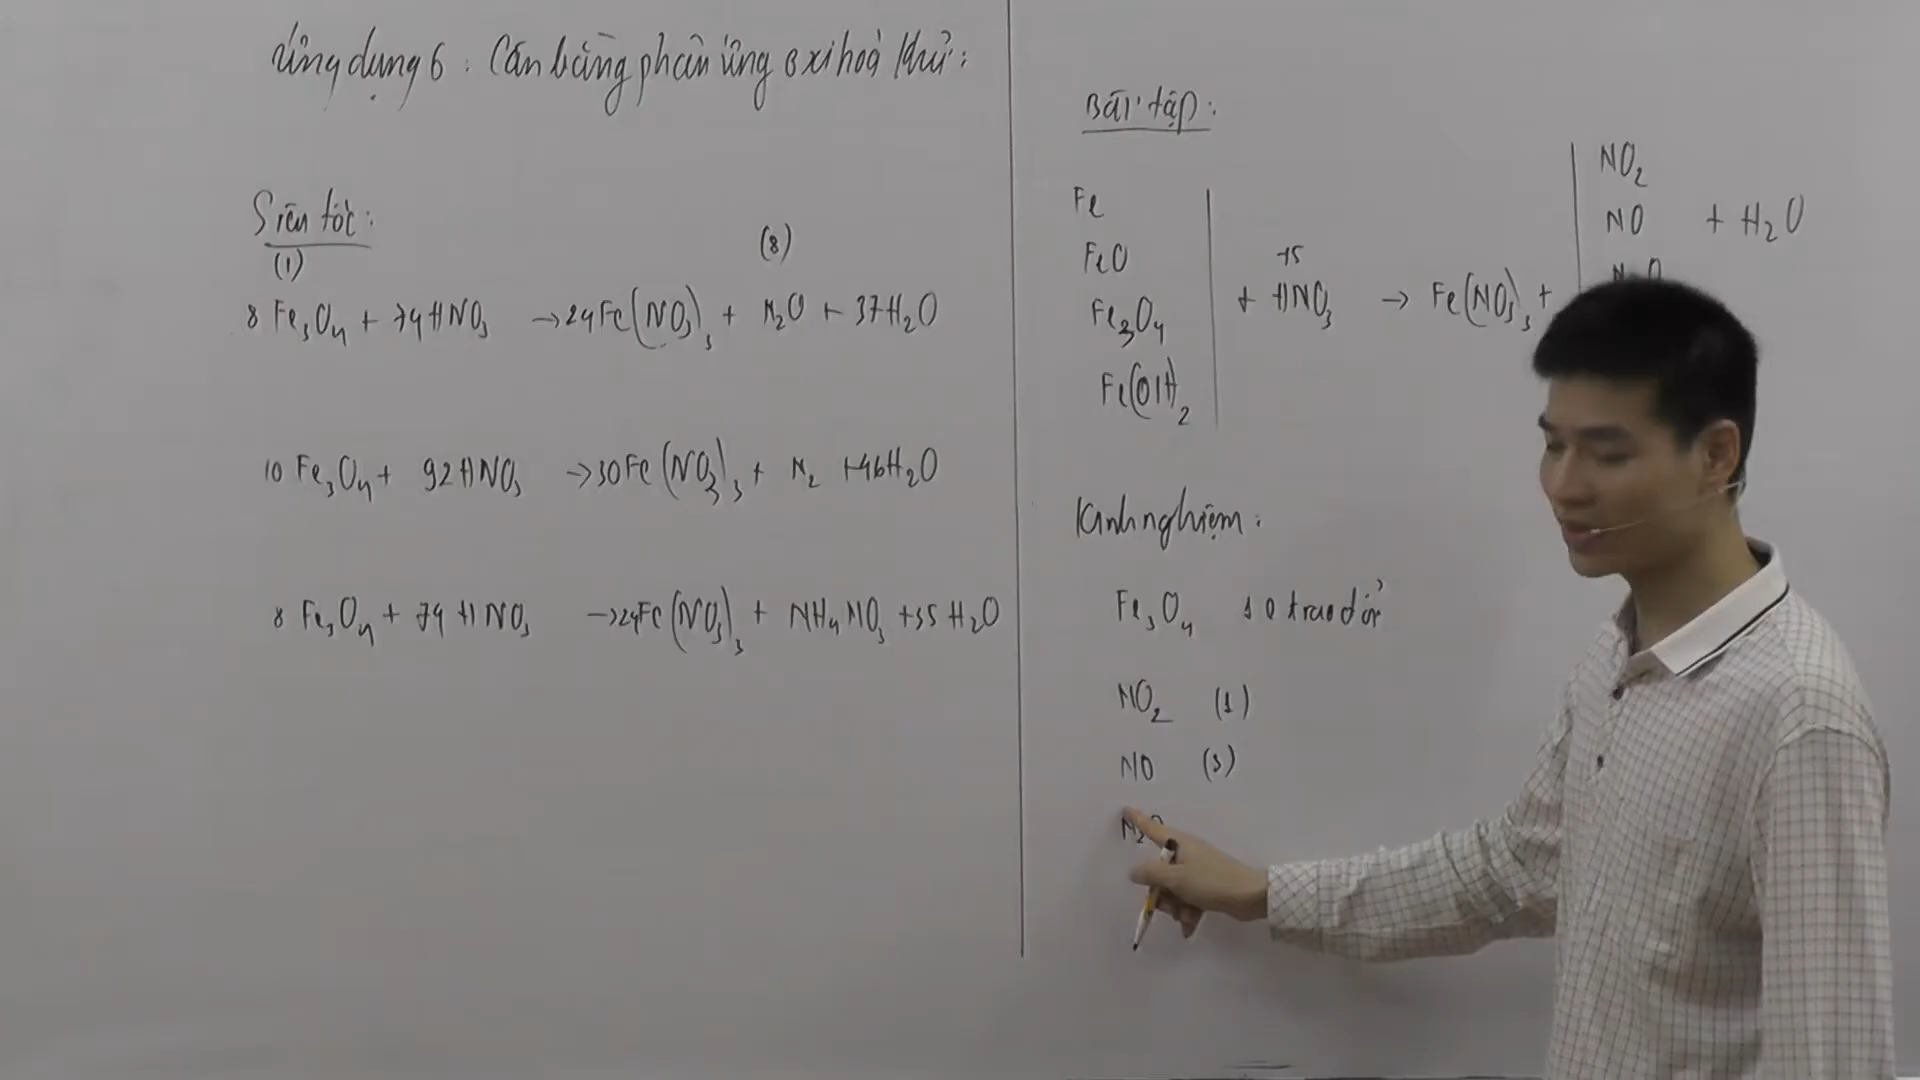 Ứng dụng 6 : Cân bằng phản ứng oxi hoá khử :
Siêu tốc :
(1) (8)
8 Fe₃O₄ + 74 HNO₃ → 24 Fe(NO₃)₃ + N₂O + 37 H₂O
10 Fe₃O₄ + 92 HNO₃ → 30 Fe(NO₃)₃ + N₂ + 46 H₂O
8 Fe₃O₄ + 74 HNO₃ → 24 Fe(NO₃)₃ + NH₄NO₃ + 35 H₂O
Bài tập :
Fe
FeO
Fe₃O₄
Fe(OH)₂
+5
+ HNO₃ → Fe(NO₃)₃ +
NO₂
NO + H₂O
N₂O
Kinh nghiệm :
Fe₃O₄ 1 e trao đổi
NO₂ (1)
NO (3)
N₂O